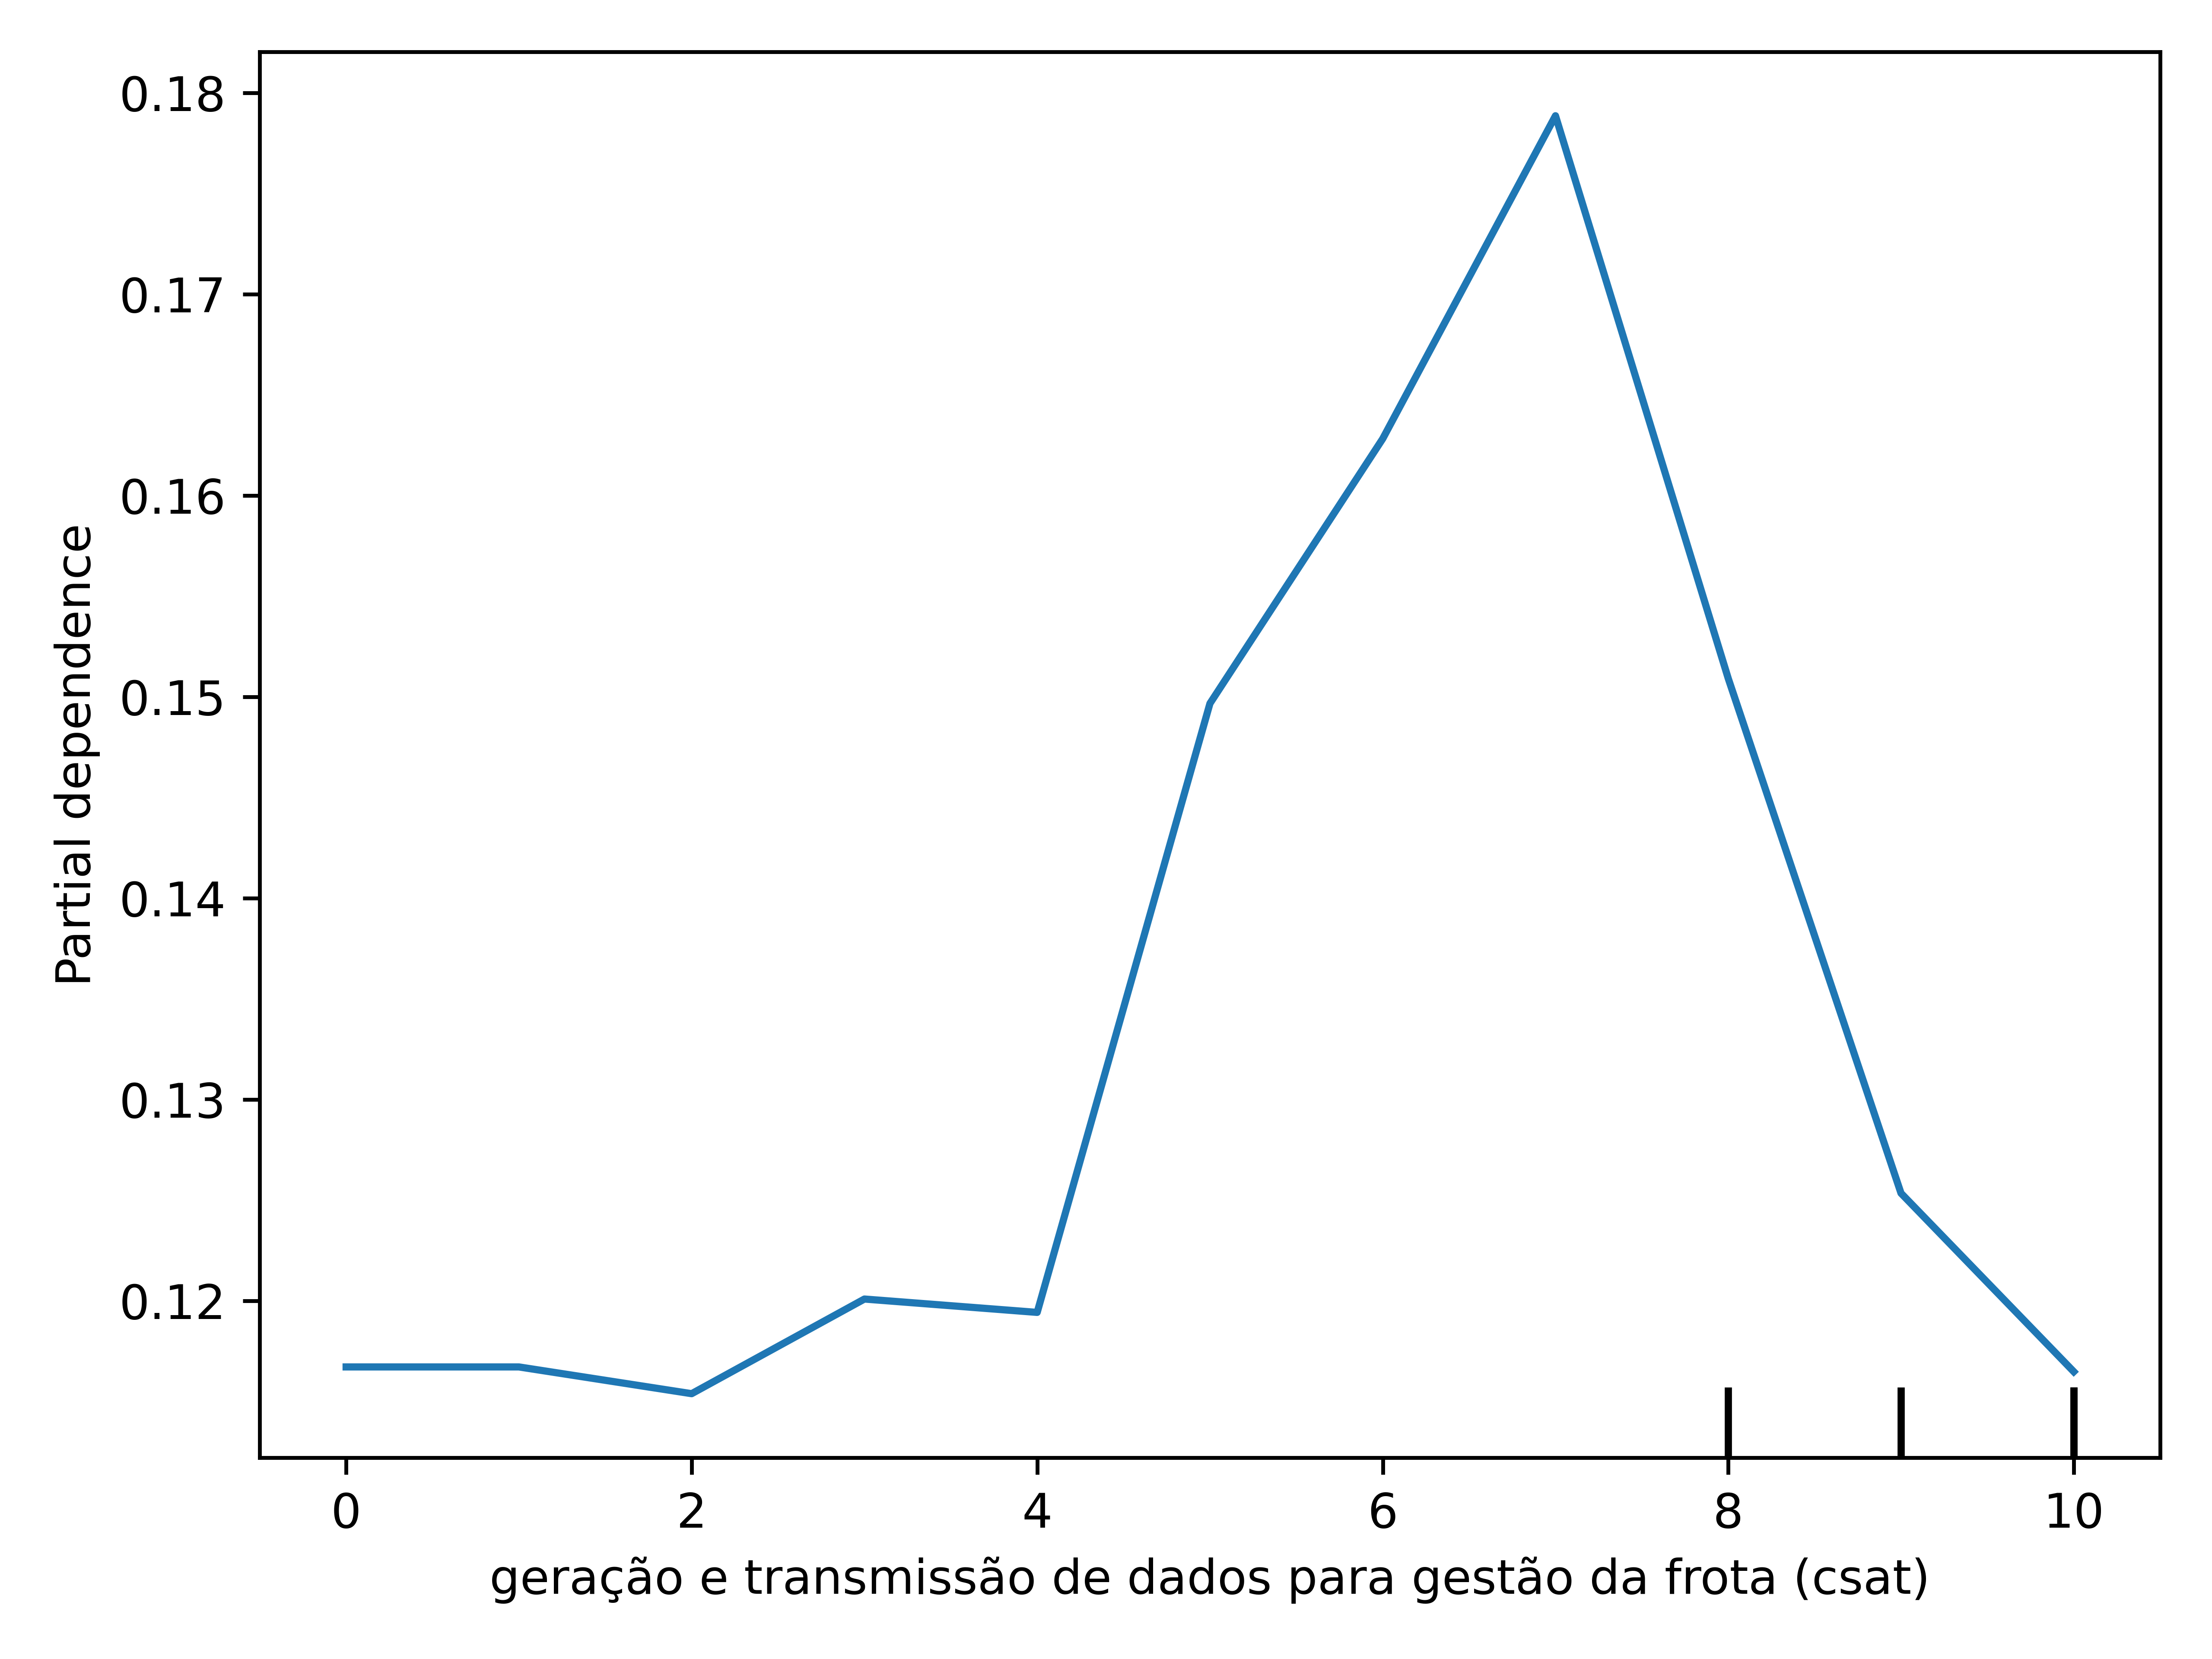 0.18
0.17
0.16
0.15
0.14
0.13
0.12
Partial dependence
0 2 4 6 8 10
geração e transmissão de dados para gestão da frota (csat)